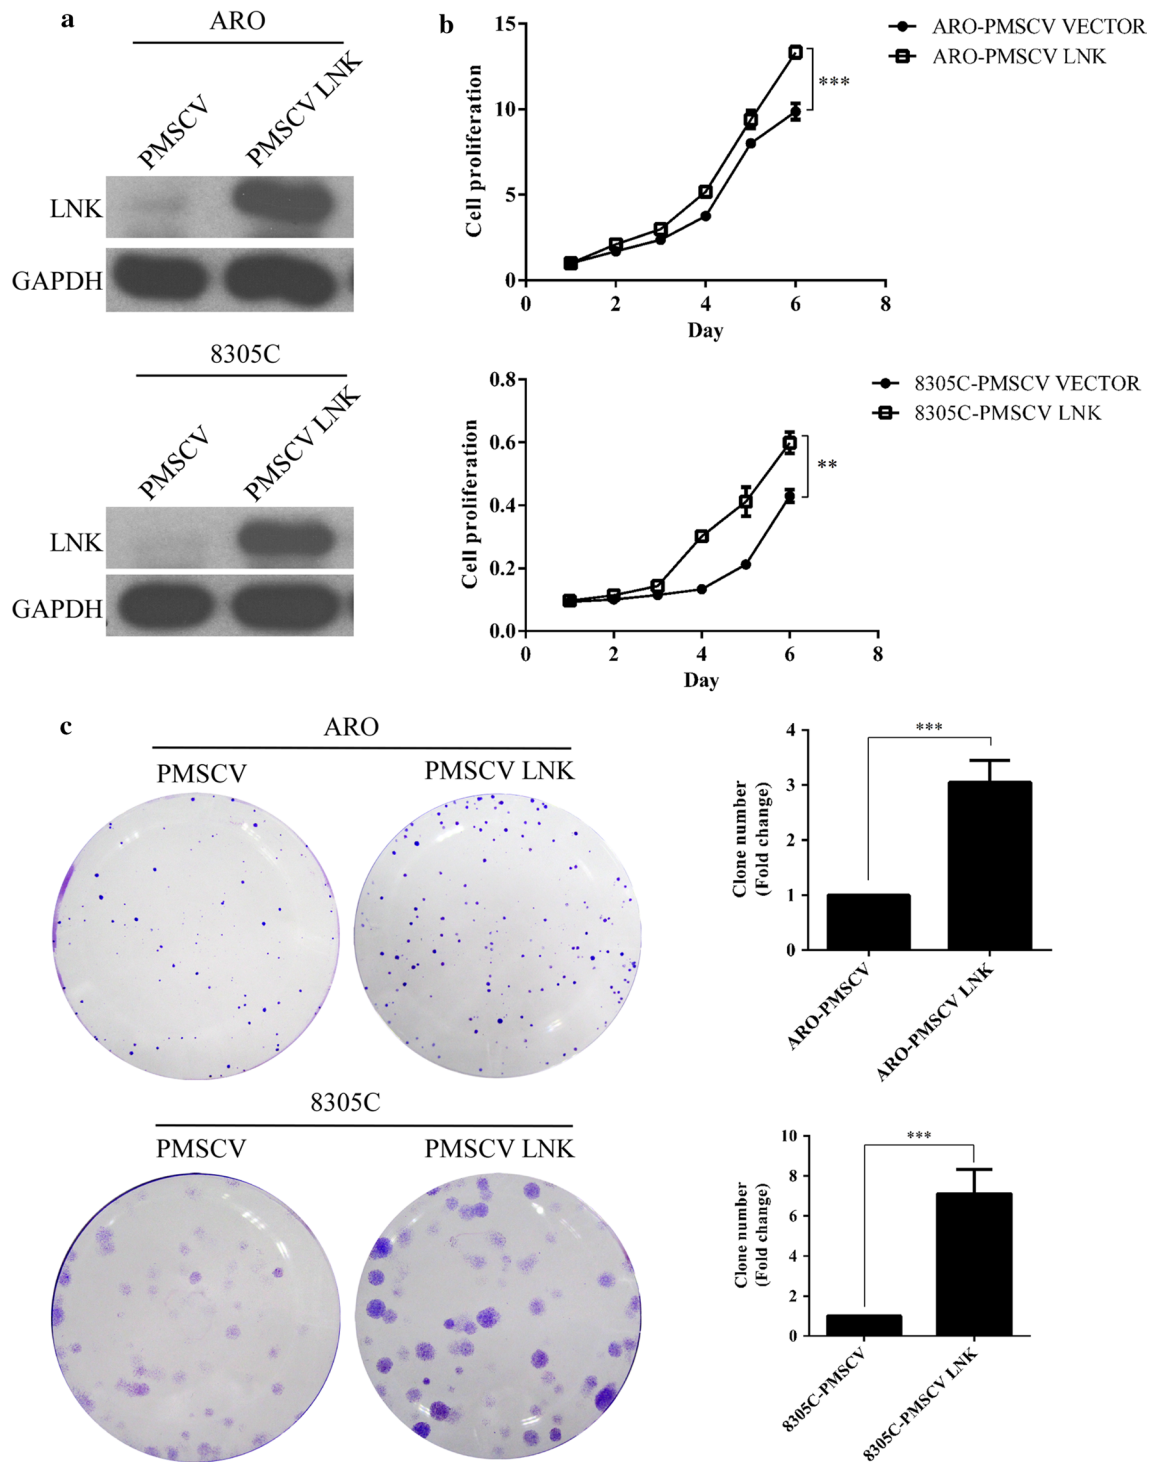 a
ARO
PMSCV
PMSCV LNK
LNK
GAPDH
8305C
PMSCV
PMSCV LNK
LNK
GAPDH
b
15
10
5
0
Cell proliferation
0 2 4 6 8
Day
***
ARO-PMSCV VECTOR
ARO-PMSCV LNK
0.8
0.6
0.4
0.2
0.0
Cell proliferation
0 2 4 6 8
Day
**
8305C-PMSCV VECTOR
8305C-PMSCV LNK
c
ARO
PMSCV
PMSCV LNK
4
3
2
1
0
Clone number
(Fold change)
***
ARO-PMSCV
ARO-PMSCV LNK
8305C
PMSCV
PMSCV LNK
10
8
6
4
2
0
Clone number
(Fold change)
***
8305C-PMSCV
8305C-PMSCV LNK